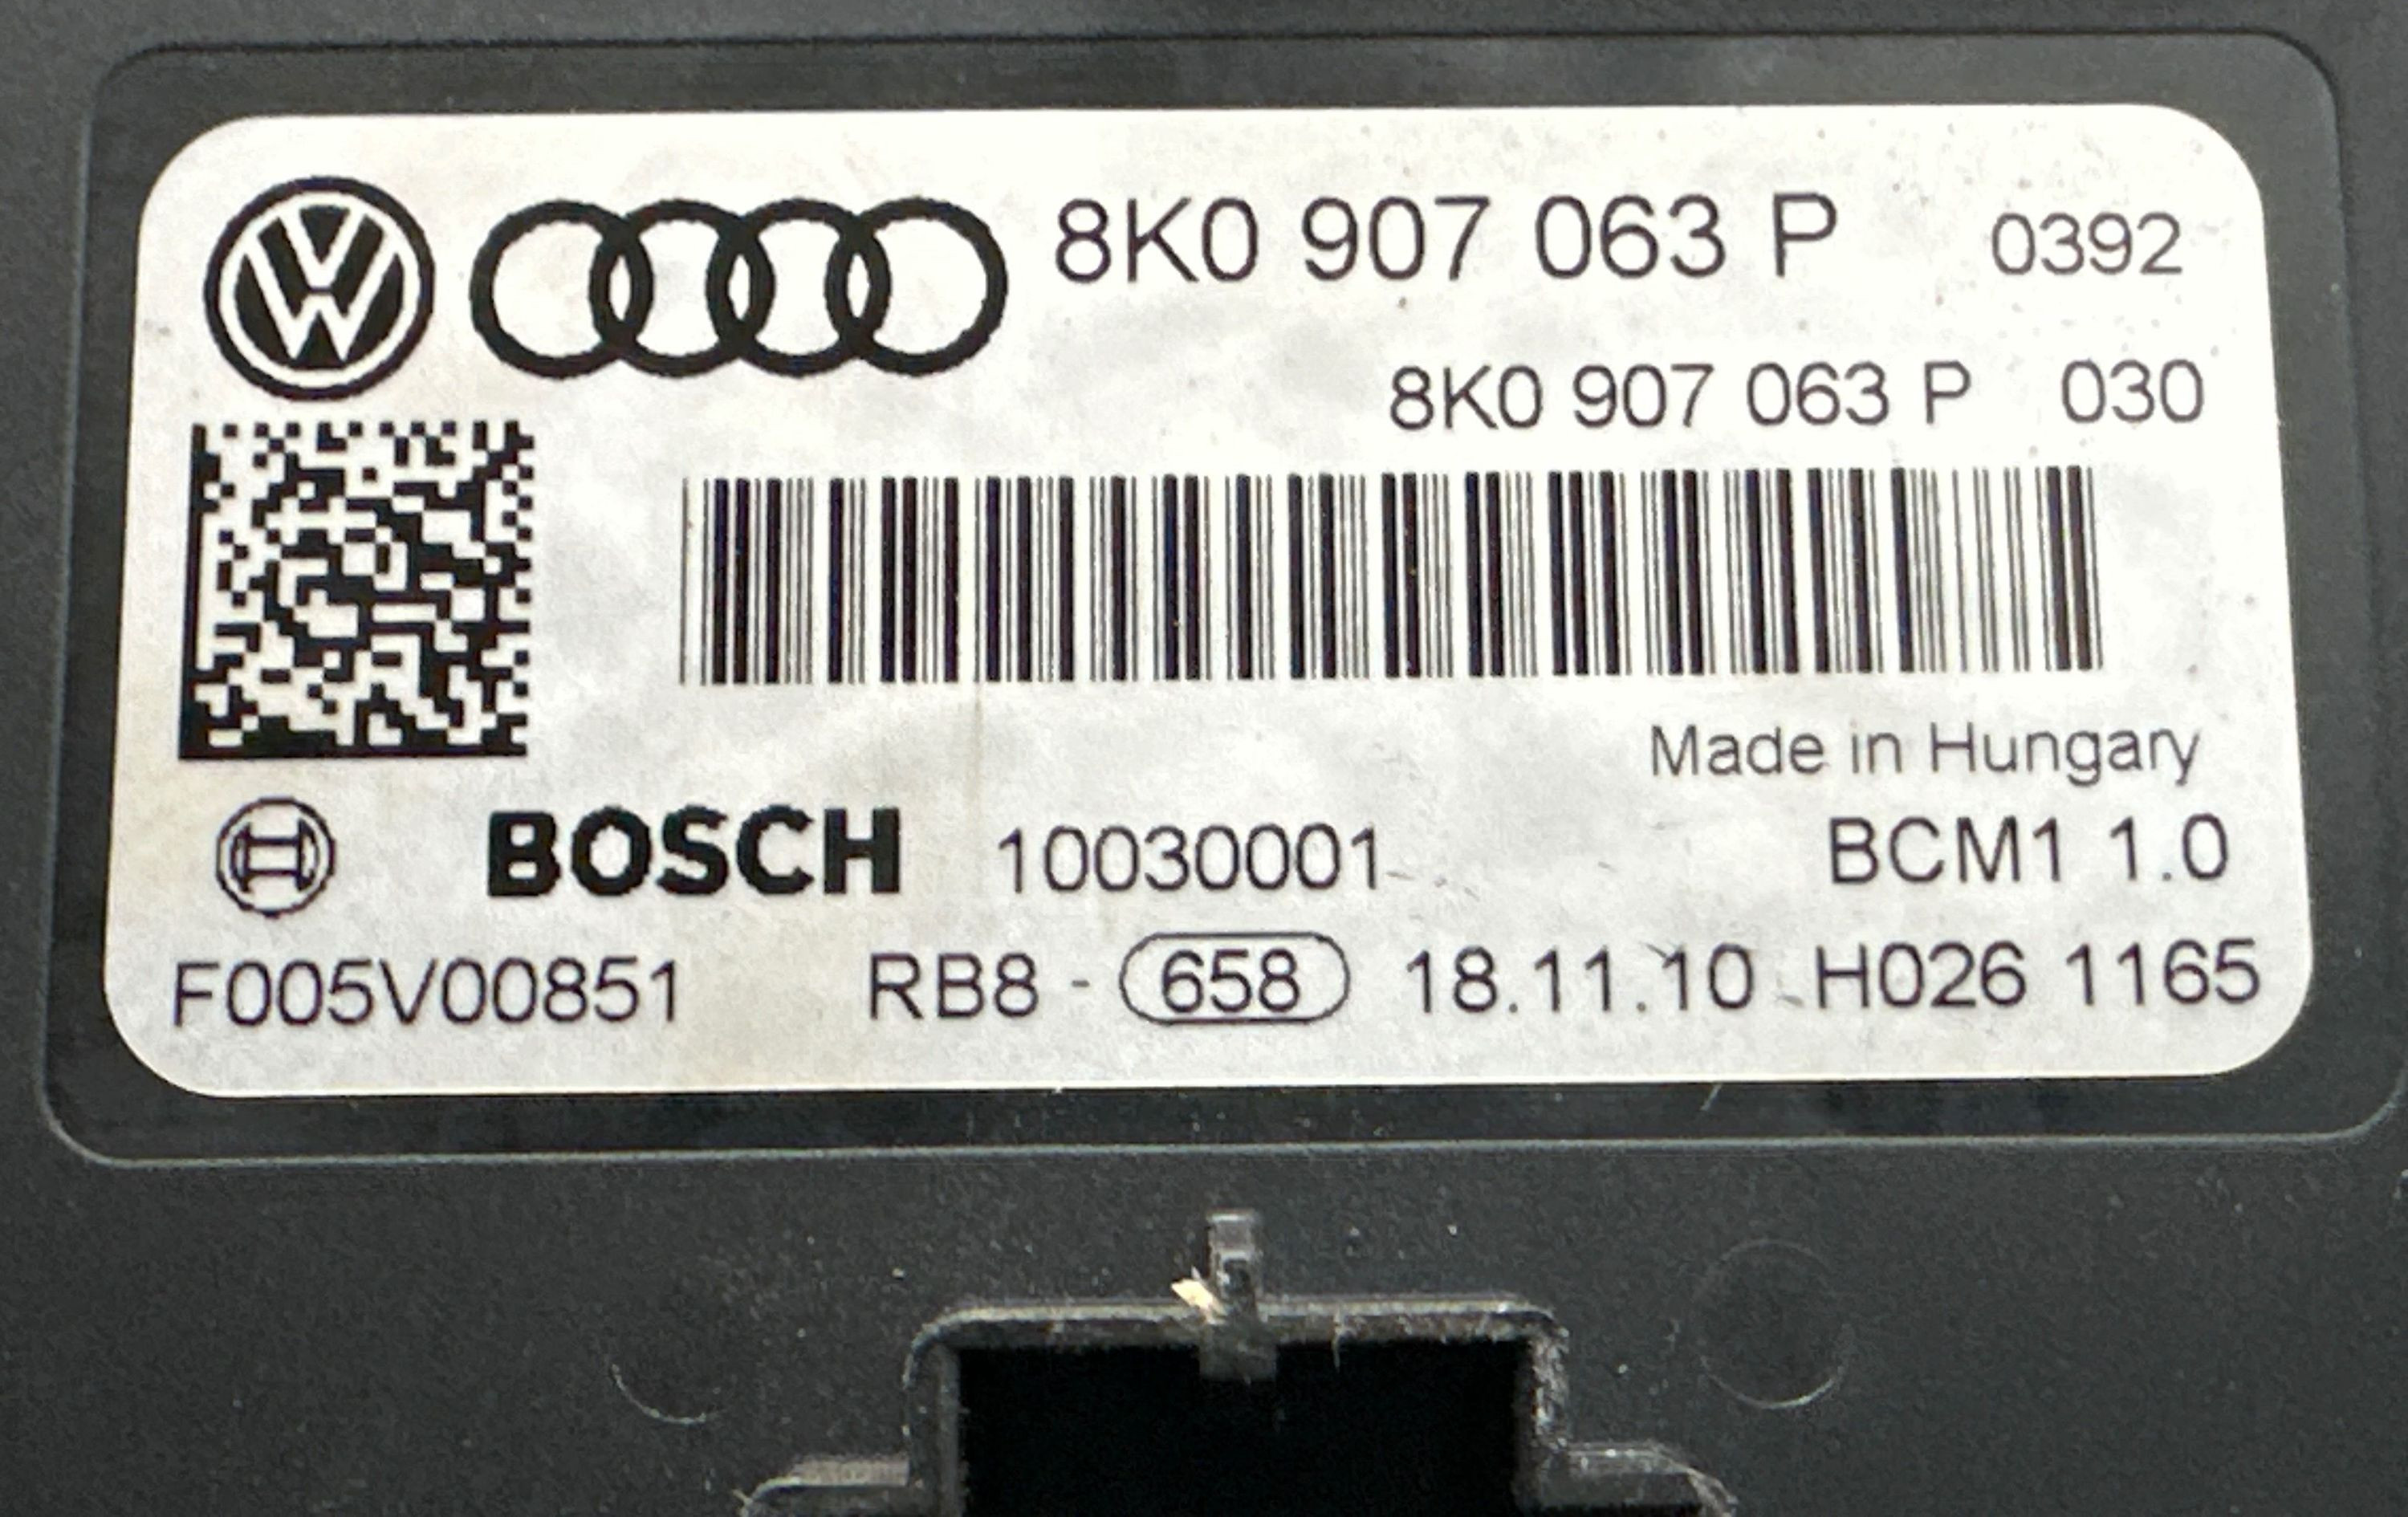 8K0 907 063 P 0392
8K0 907 063 P 030
Made in Hungary
BOSCH 10030001 BCM1 1.0
F005V00851 RB8 - 658 18.11.10 H026 1165